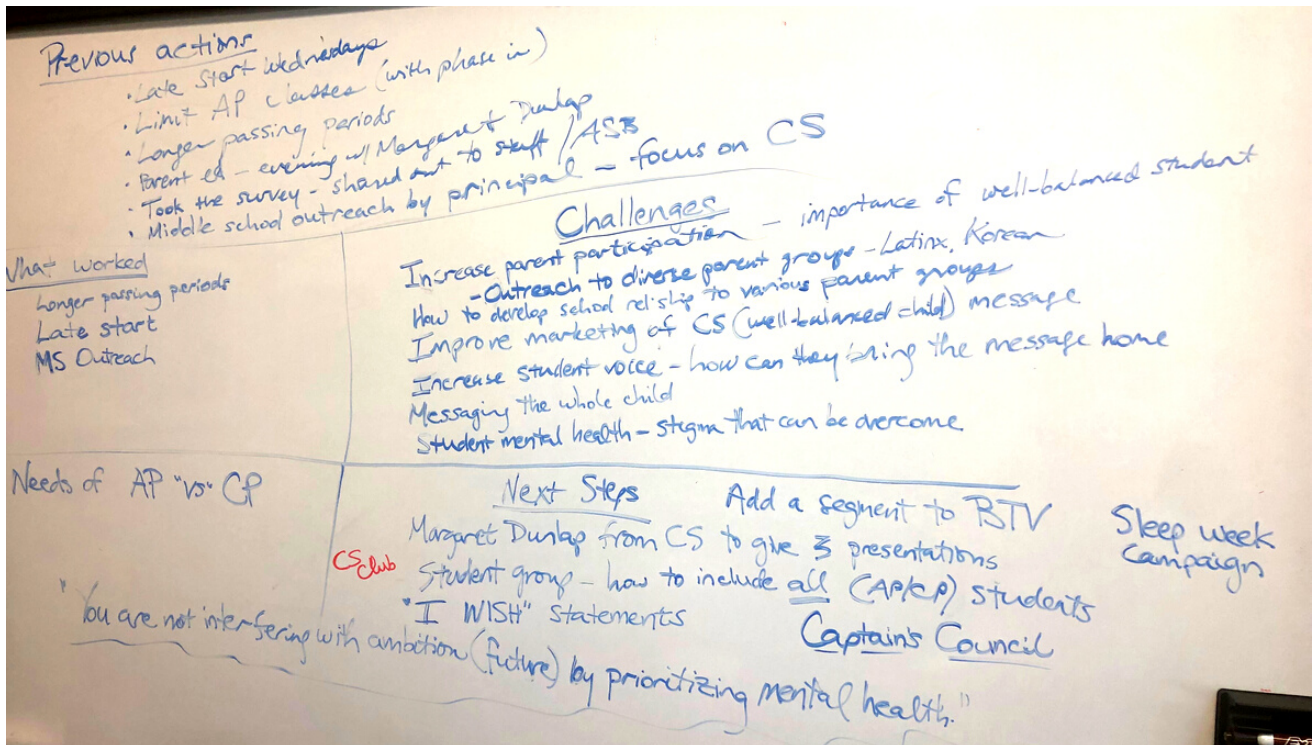 Previous actions
· Late Start Wednesdays
· Limit AP classes (with phase in)
· Longer passing periods
· Parent ed - evening w/ Margaret Dunlap
· Took the survey - shared out to staff / ASB
· Middle school outreach by principal - focus on CS
What worked
Longer passing periods
Late start
MS Outreach
Challenges
Increase parent participation - importance of well-balanced student
- Outreach to diverse parent groups - Latinx, Korean
How to develop school rel'ship to various parent groups
Improve marketing of CS (well-balanced child) message
Increase student voice - how can they bring the message home
Messaging the whole child
Student mental health - stigma that can be overcome
Needs of AP "vs" CP
Next Steps
Add a segment to BTV
Sleep week
campaign
Margaret Dunlap from CS to give 3 presentations
CS Club
Student group - how to include all (AP/CP) students
"I WISH" statements
Captain's Council
"You are not interfering with ambition (future) by prioritizing mental health."